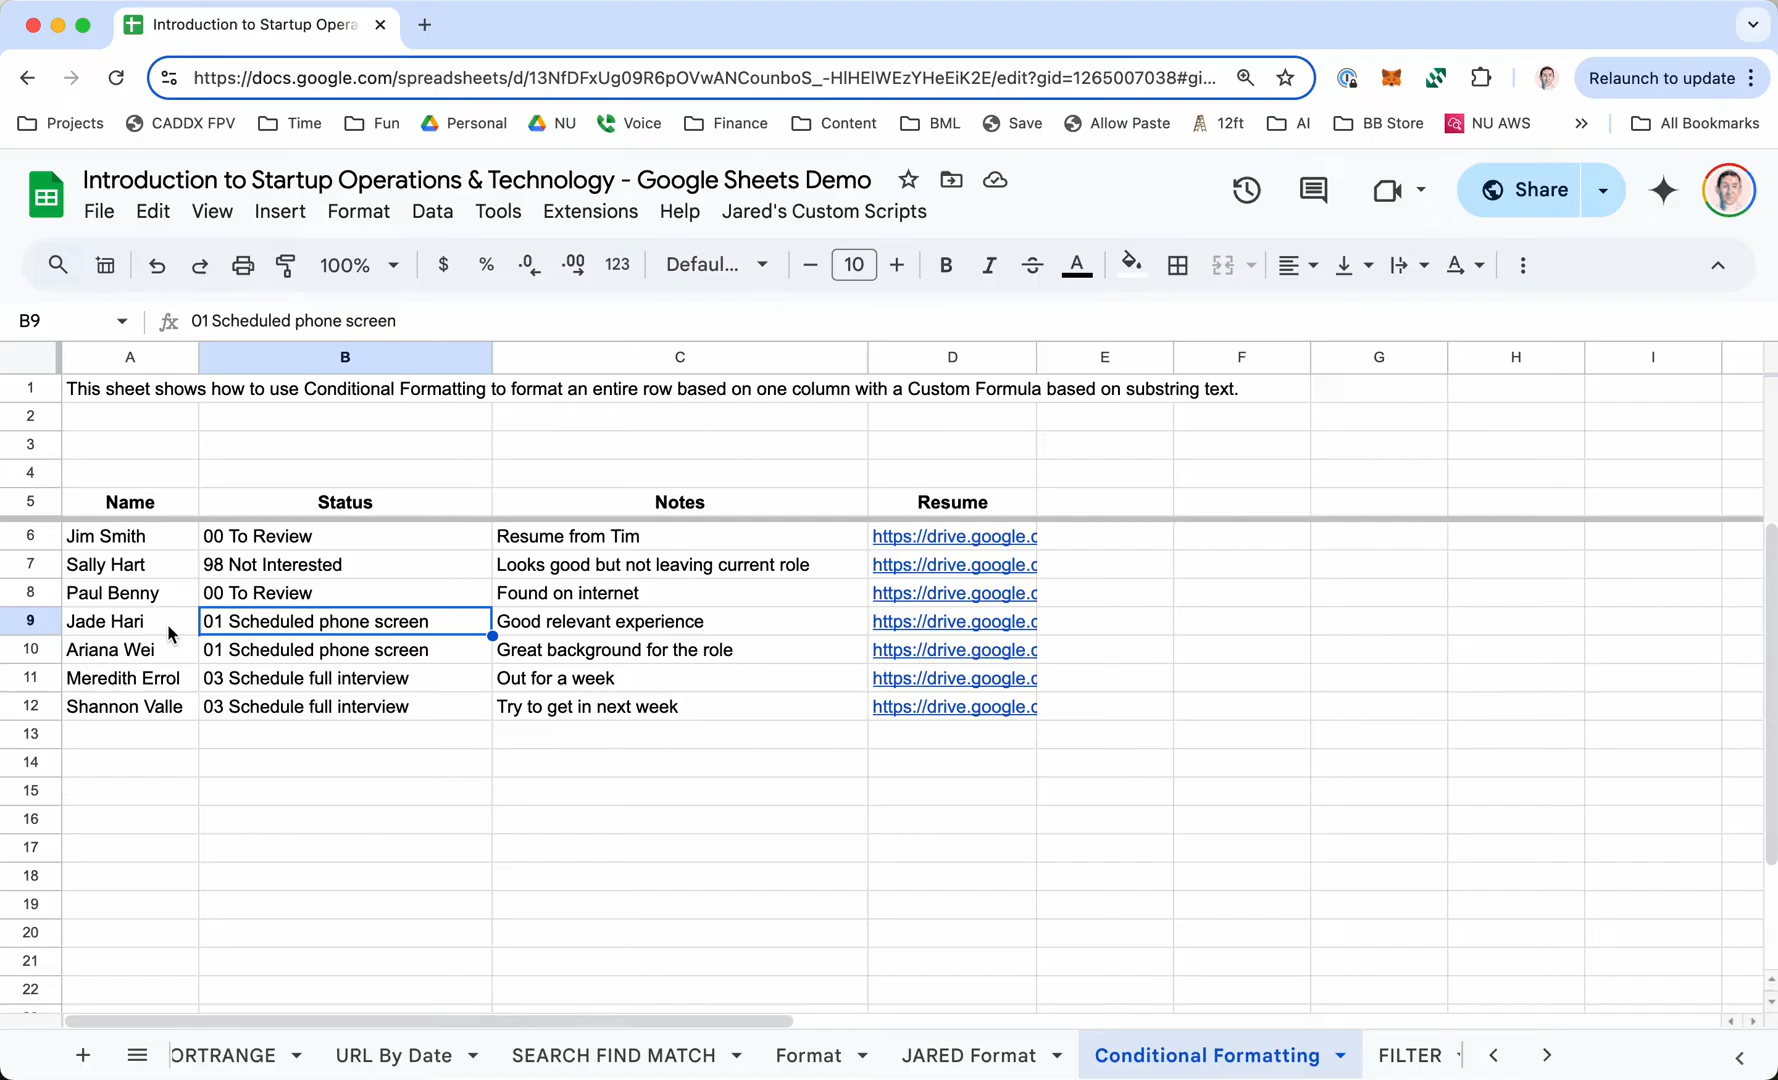 Introduction to Startup Opera
https://docs.google.com/spreadsheets/d/13NfDFxUg09R6pOVwANCounboS_-HlHElWEzYHeEiK2E/edit?gid=1265007038#gi...
Relaunch to update
Projects CADDX FPV Time Fun Personal NU Voice Finance Content BML Save Allow Paste 12ft AI BB Store NU AWS All Bookmarks
Introduction to Startup Operations & Technology - Google Sheets Demo
File Edit View Insert Format Data Tools Extensions Help Jared's Custom Scripts
Share
100% $ % .0 .00 123 Defaul... 10 B I A A
B9 fx 01 Scheduled phone screen
A B C D E F G H I
1 This sheet shows how to use Conditional Formatting to format an entire row based on one column with a Custom Formula based on substring text.
2
3
4
5 Name Status Notes Resume
6 Jim Smith 00 To Review Resume from Tim https://drive.google.c
7 Sally Hart 98 Not Interested Looks good but not leaving current role https://drive.google.c
8 Paul Benny 00 To Review Found on internet https://drive.google.c
9 Jade Hari 01 Scheduled phone screen Good relevant experience https://drive.google.c
10 Ariana Wei 01 Scheduled phone screen Great background for the role https://drive.google.c
11 Meredith Errol 03 Schedule full interview Out for a week https://drive.google.c
12 Shannon Valle 03 Schedule full interview Try to get in next week https://drive.google.c
13
14
15
16
17
18
19
20
21
22
ORTRANGE URL By Date SEARCH FIND MATCH Format JARED Format Conditional Formatting FILTER